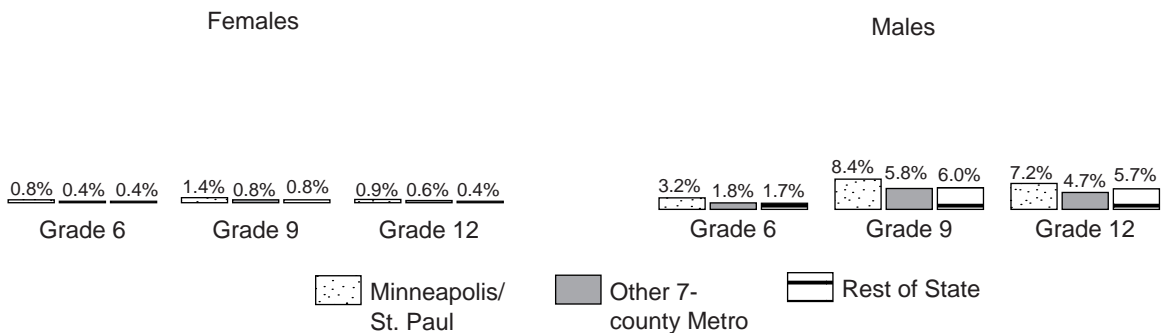 Females
Males
0.8% 0.4% 0.4%
1.4% 0.8% 0.8%
0.9% 0.6% 0.4%
3.2% 1.8% 1.7%
8.4% 5.8% 6.0%
7.2% 4.7% 5.7%
Grade 6 Grade 9 Grade 12
Grade 6 Grade 9 Grade 12
Minneapolis/
St. Paul
Other 7-
county Metro
Rest of State